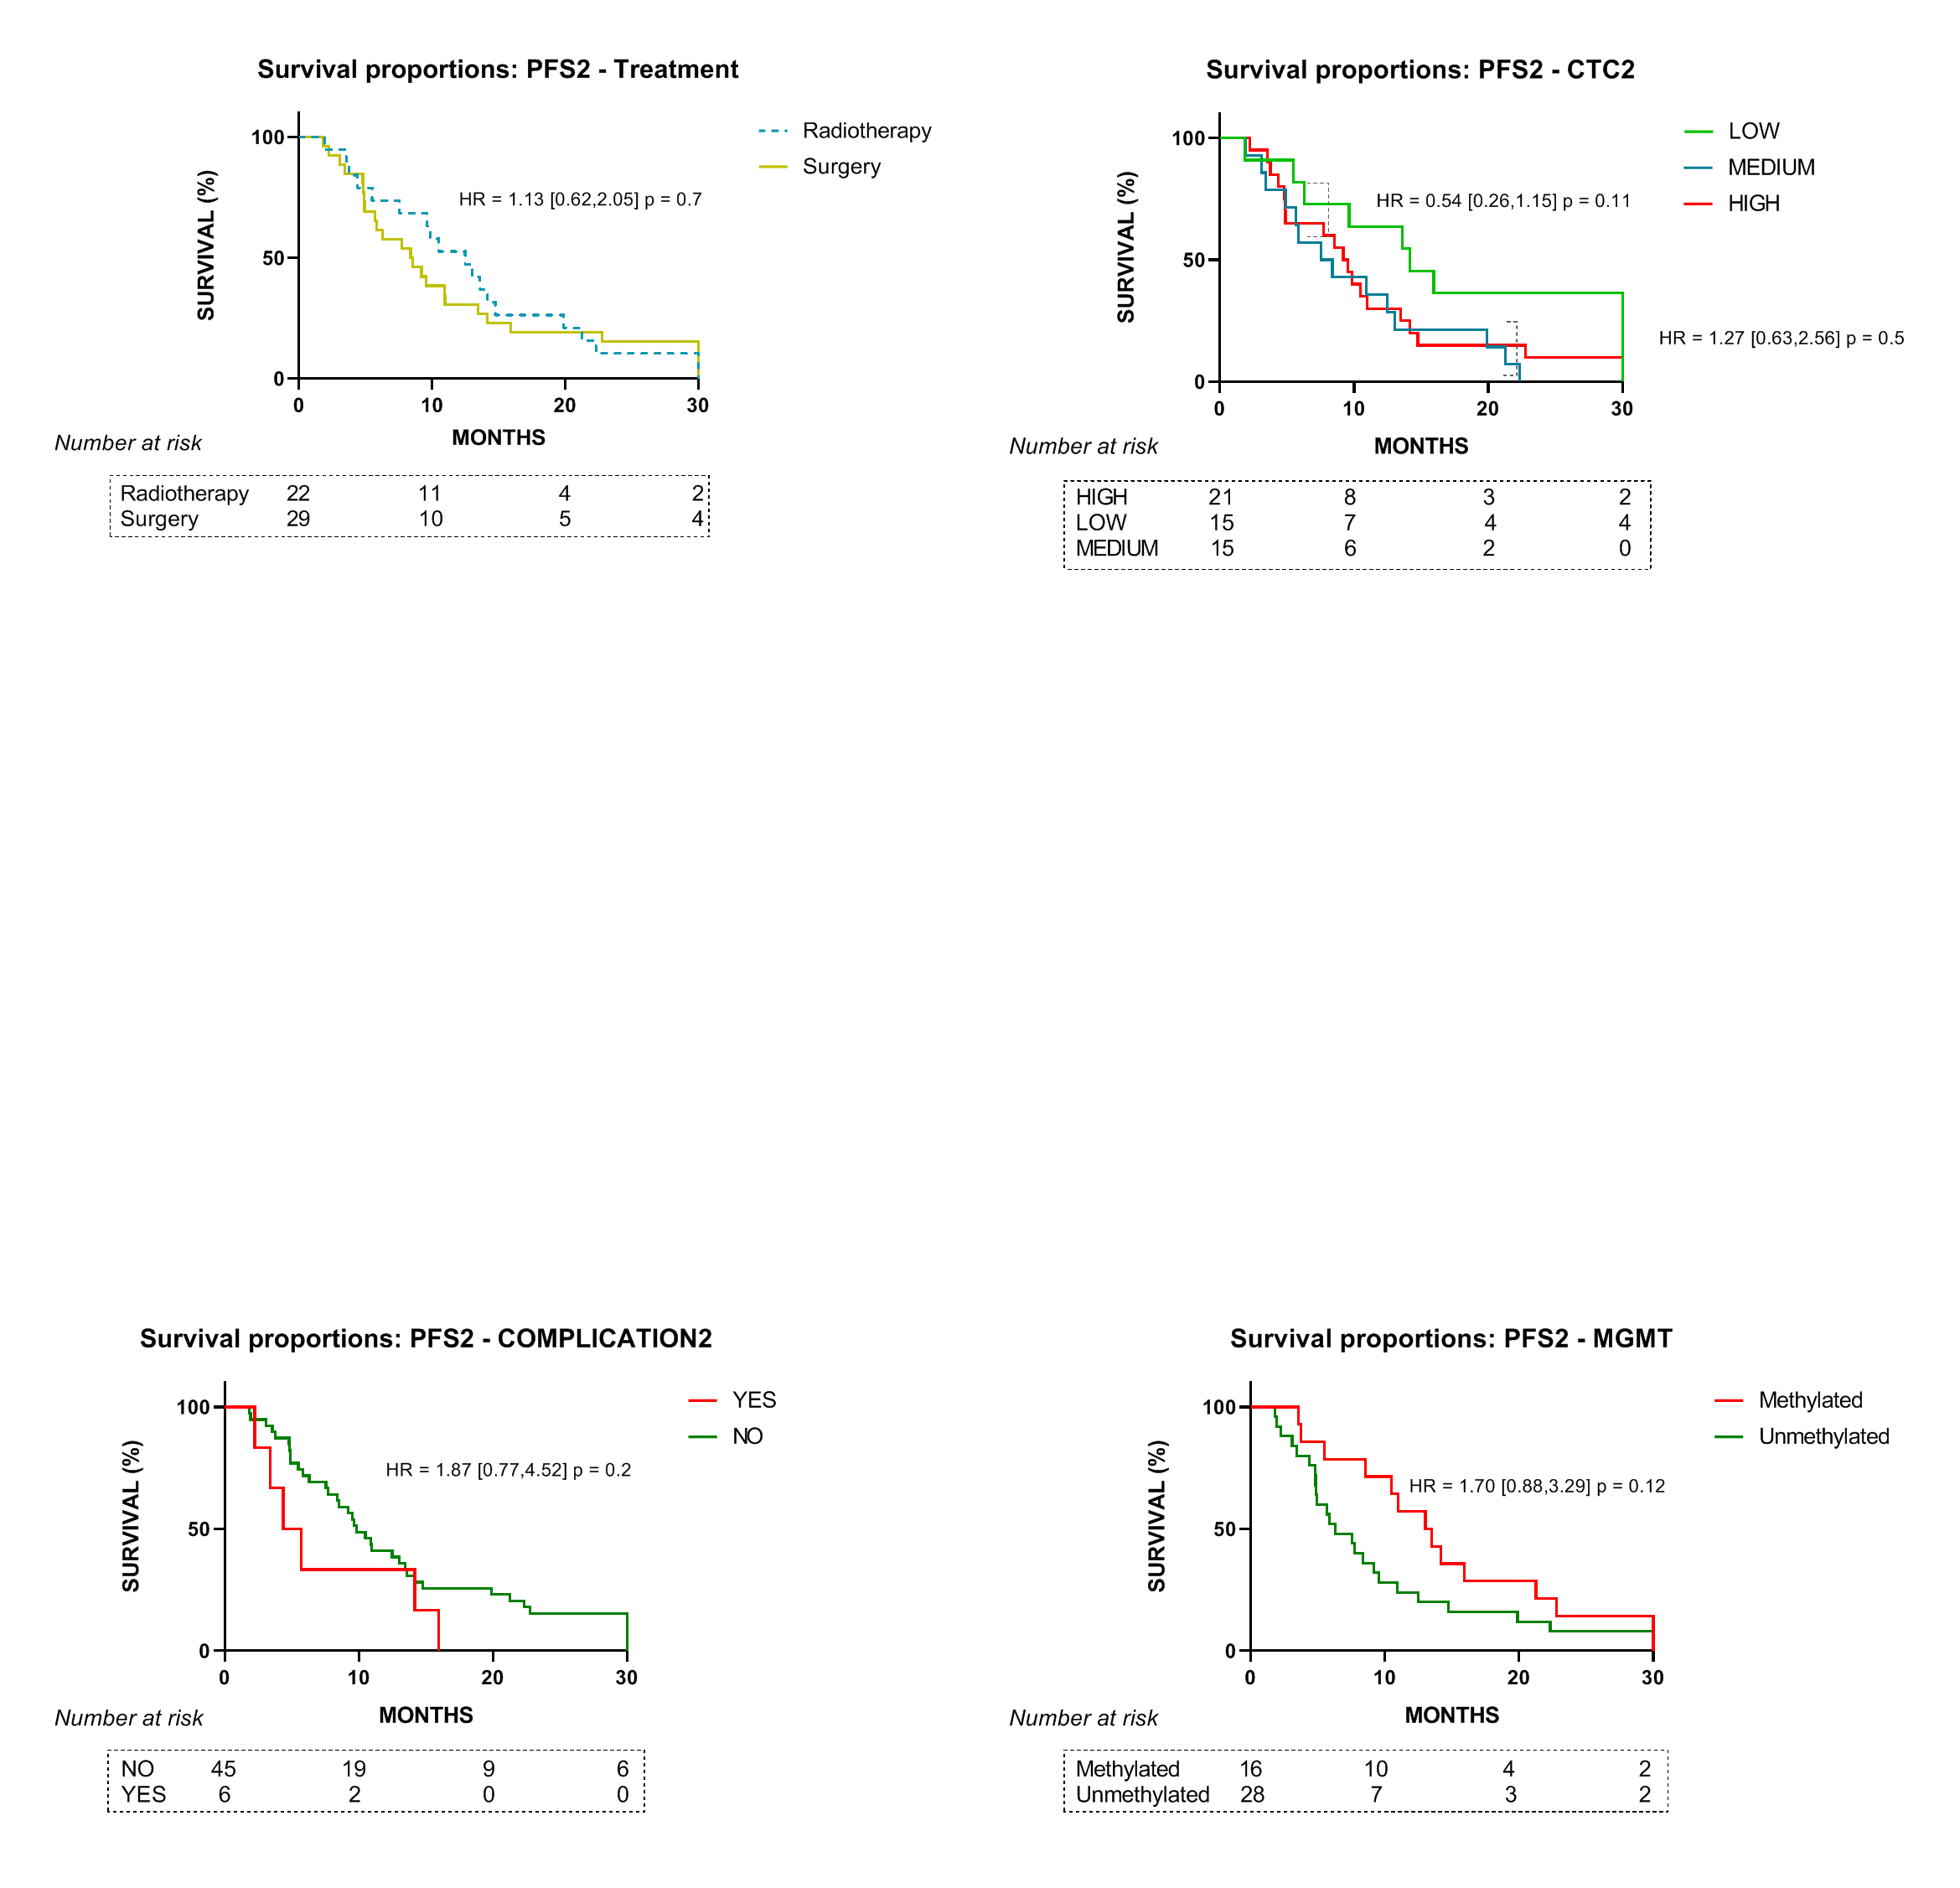 Survival proportions: PFS2 - Treatment
Radiotherapy
Surgery
HR = 1.13 [0.62,2.05] p = 0.7
SURVIVAL (%)
100
50
0
0 10 20 30
MONTHS
Number at risk
Radiotherapy 22 11 4 2
Surgery 29 10 5 4
Survival proportions: PFS2 - CTC2
LOW
MEDIUM
HIGH
HR = 0.54 [0.26,1.15] p = 0.11
HR = 1.27 [0.63,2.56] p = 0.5
SURVIVAL (%)
100
50
0
0 10 20 30
MONTHS
Number at risk
HIGH 21 8 3 2
LOW 15 7 4 4
MEDIUM 15 6 2 0
Survival proportions: PFS2 - COMPLICATION2
YES
NO
HR = 1.87 [0.77,4.52] p = 0.2
SURVIVAL (%)
100
50
0
0 10 20 30
MONTHS
Number at risk
NO 45 19 9 6
YES 6 2 0 0
Survival proportions: PFS2 - MGMT
Methylated
Unmethylated
HR = 1.70 [0.88,3.29] p = 0.12
SURVIVAL (%)
100
50
0
0 10 20 30
MONTHS
Number at risk
Methylated 16 10 4 2
Unmethylated 28 7 3 2